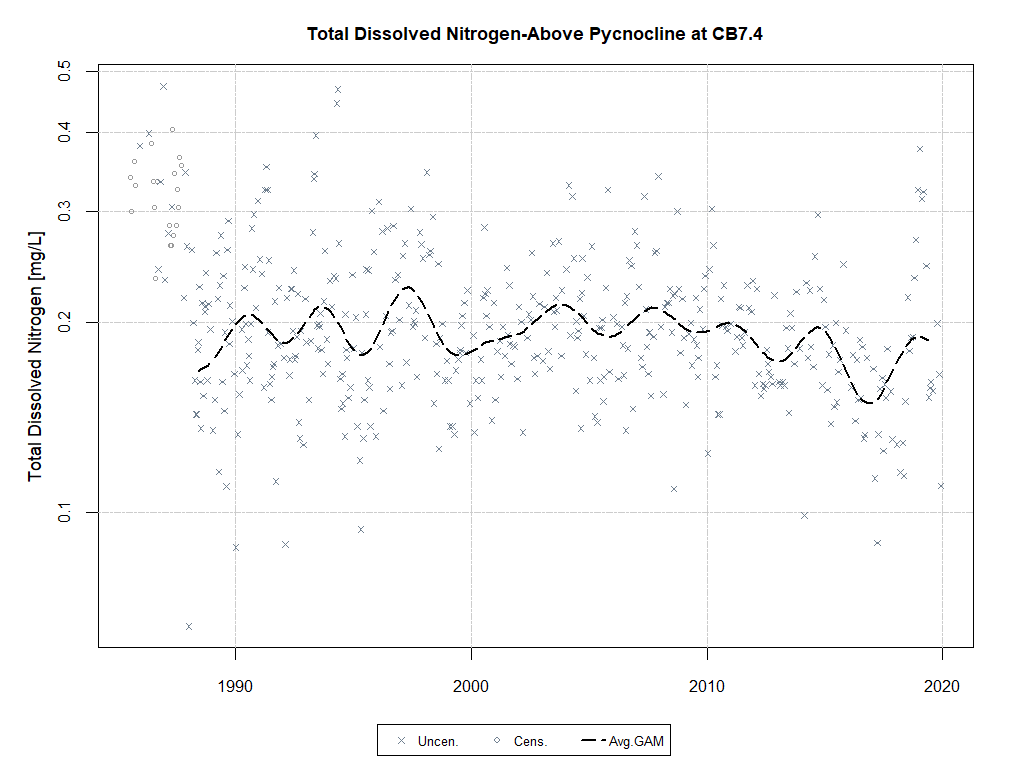 Total Dissolved Nitrogen-Above Pycnocline at CB7.4
Total Dissolved Nitrogen [mg/L]
0.5
0.4
0.3
0.2
0.1
1990 2000 2010 2020
Uncen. Cens. Avg.GAM